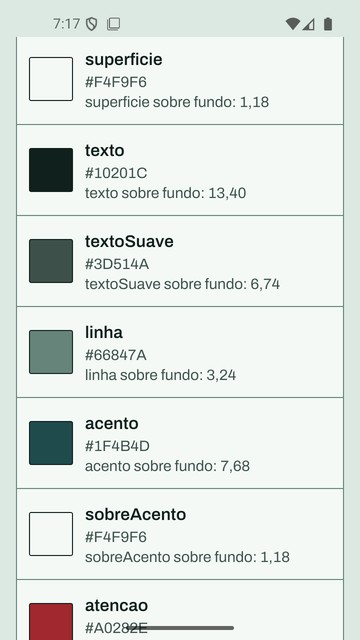 7:17
superficie
#F4F9F6
superficie sobre fundo: 1,18
texto
#10201C
texto sobre fundo: 13,40
textoSuave
#3D514A
textoSuave sobre fundo: 6,74
linha
#66847A
linha sobre fundo: 3,24
acento
#1F4B4D
acento sobre fundo: 7,68
sobreAcento
#F4F9F6
sobreAcento sobre fundo: 1,18
atencao
#A0282E